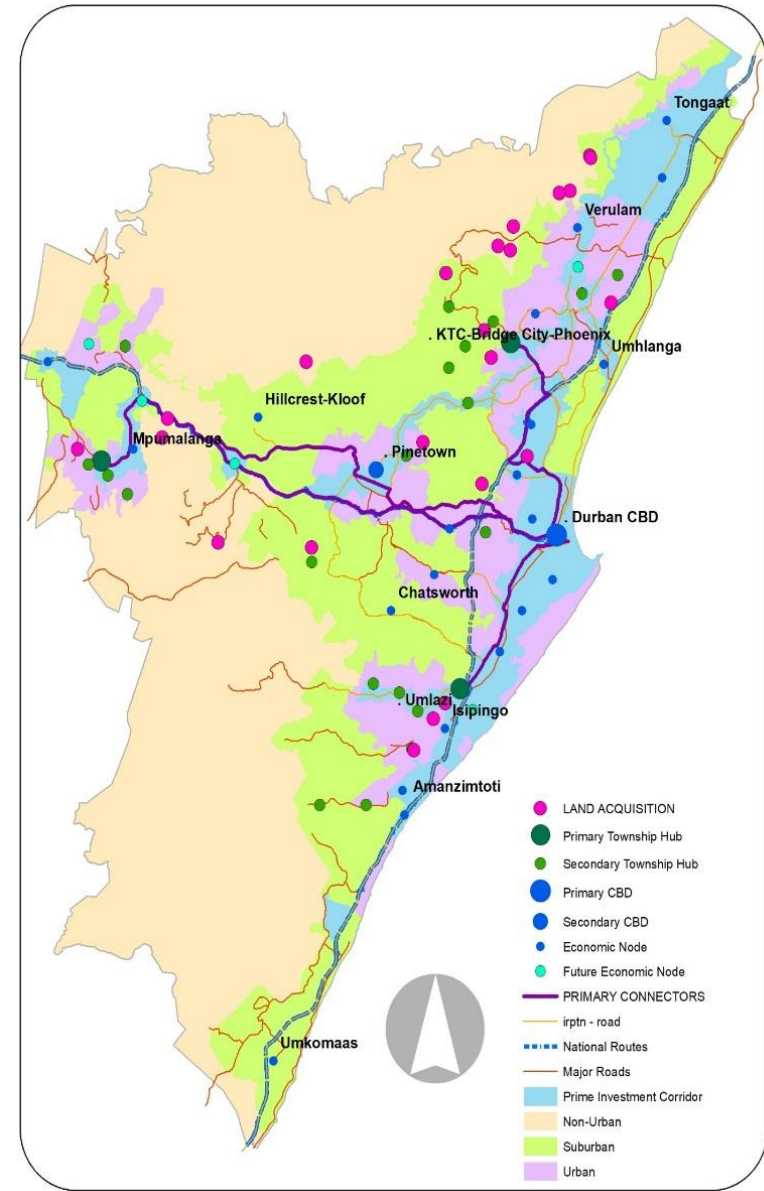 Tongaat
Verulam
. KTC-Bridge City-Phoenix
Umhlanga
Hillcrest-Kloof
Mpumalanga
. Pinetown
. Durban CBD
Chatsworth
. Umlazi
Isipingo
Amanzimtoti
Umkomaas
LAND ACQUISITION
Primary Township Hub
Secondary Township Hub
Primary CBD
Secondary CBD
Economic Node
Future Economic Node
PRIMARY CONNECTORS
irptn - road
National Routes
Major Roads
Prime Investment Corridor
Non-Urban
Suburban
Urban